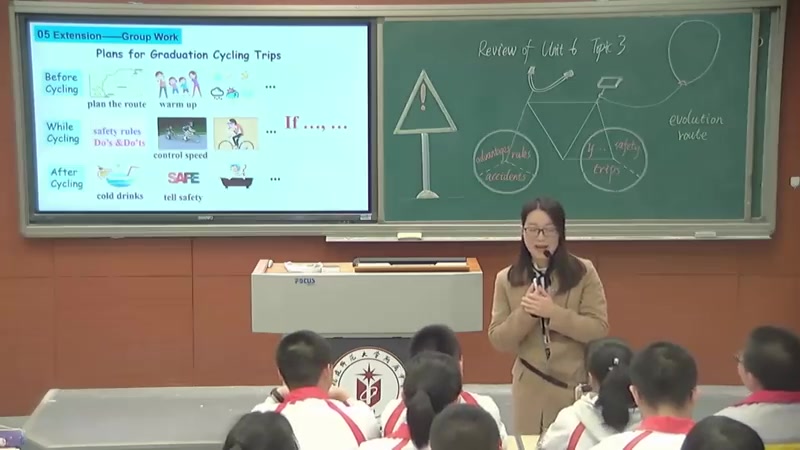 05 Extension——Group Work
Plans for Graduation Cycling Trips
Before
Cycling
plan the route
warm up
...
While
Cycling
safety rules
Do's &Do'ts
control speed
...
If ..., ...
After
Cycling
cold drinks
SAFE
tell safety
...
Review of Unit 6 Topic 3
!
advantages
rules
accidents
y...
safety
trips
evolution
route
FOCUS